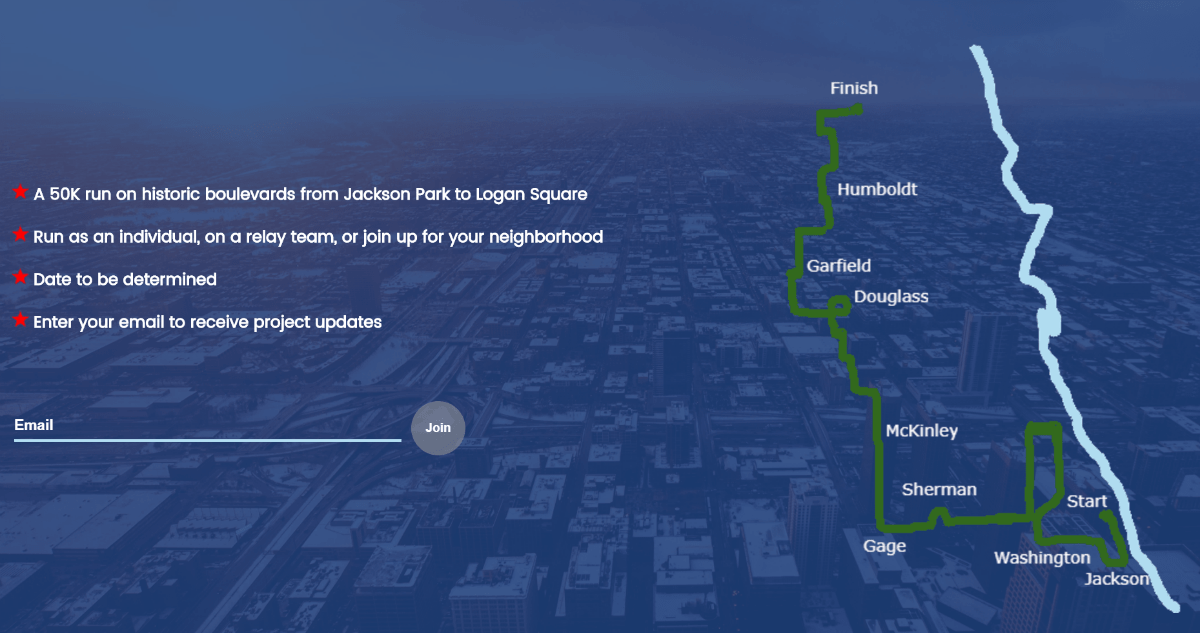 A 50K run on historic boulevards from Jackson Park to Logan Square
Run as an individual, on a relay team, or join up for your neighborhood
Date to be determined
Enter your email to receive project updates
Email
Join
Finish
Humboldt
Garfield
Douglass
McKinley
Sherman
Start
Gage
Washington
Jackson